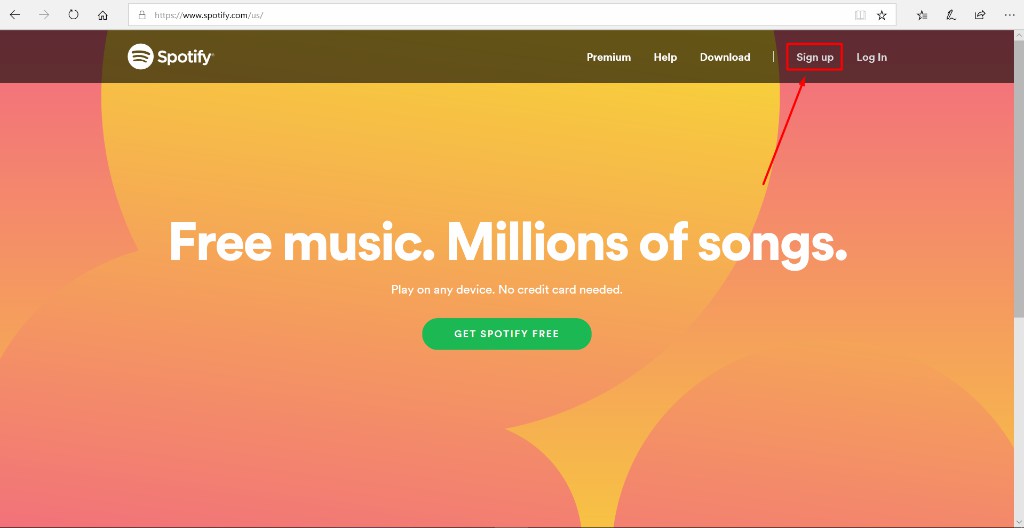 https://www.spotify.com/us/
Spotify
Premium Help Download | Sign up Log In
Free music. Millions of songs.
Play on any device. No credit card needed.
GET SPOTIFY FREE